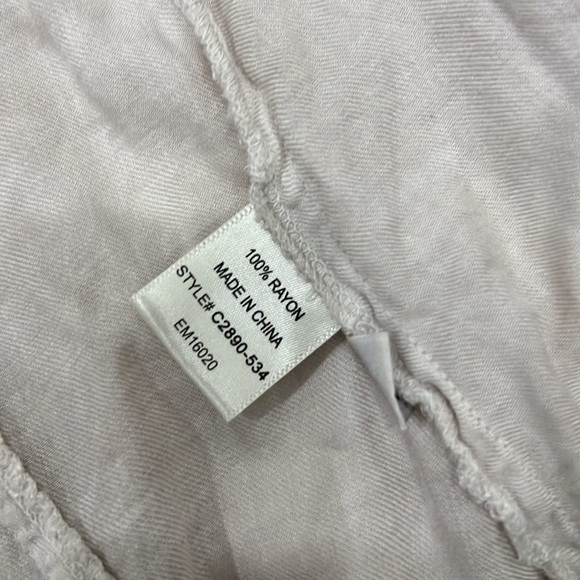 100% RAYON
MADE IN CHINA
STYLE# C2890-534
EM16020